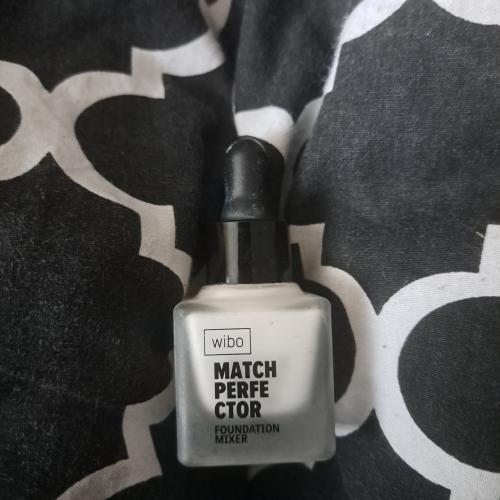 wibo
MATCH
PERFE
CTOR
FOUNDATION
MIXER